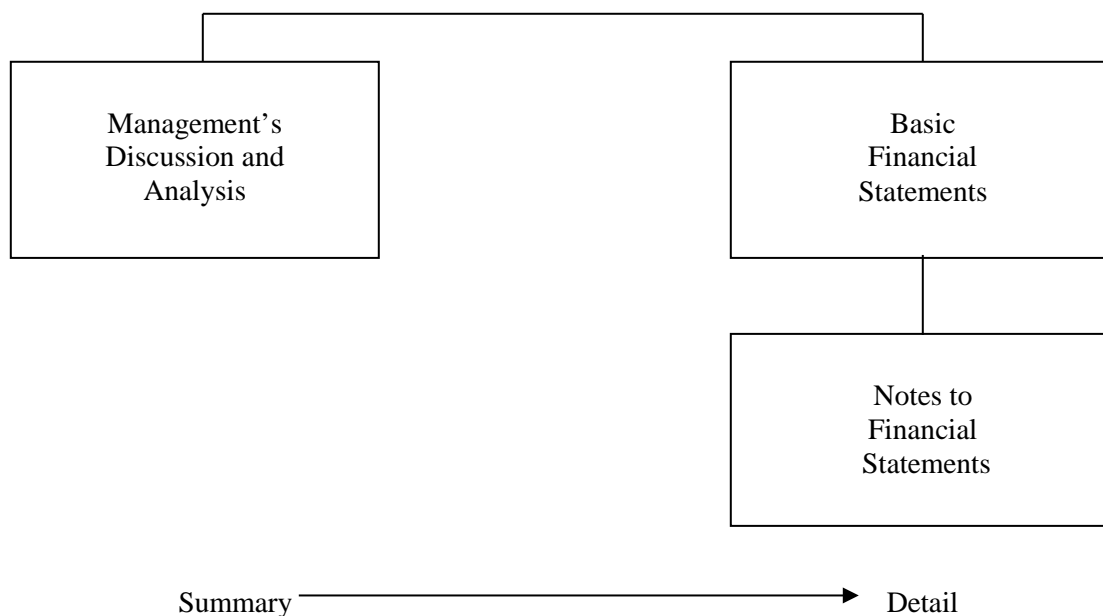 Management’s
Discussion and
Analysis
Basic
Financial
Statements
Notes to
Financial
Statements
Summary
Detail